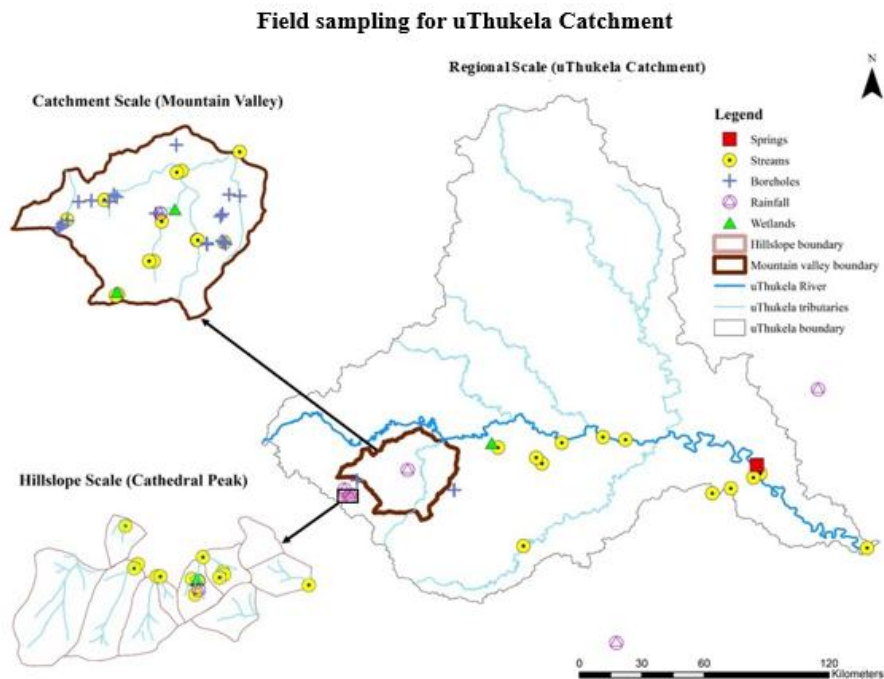 Field sampling for uThukela Catchment
Regional Scale (uThukela Catchment)
N
Catchment Scale (Mountain Valley)
Legend
Springs
Streams
Boreholes
Rainfall
Wetlands
Hillslope boundary
Mountain valley boundary
uThukela River
uThukela tributaries
uThukela boundary
Hillslope Scale (Cathedral Peak)
0 15 30 60 90 120
Kilometers